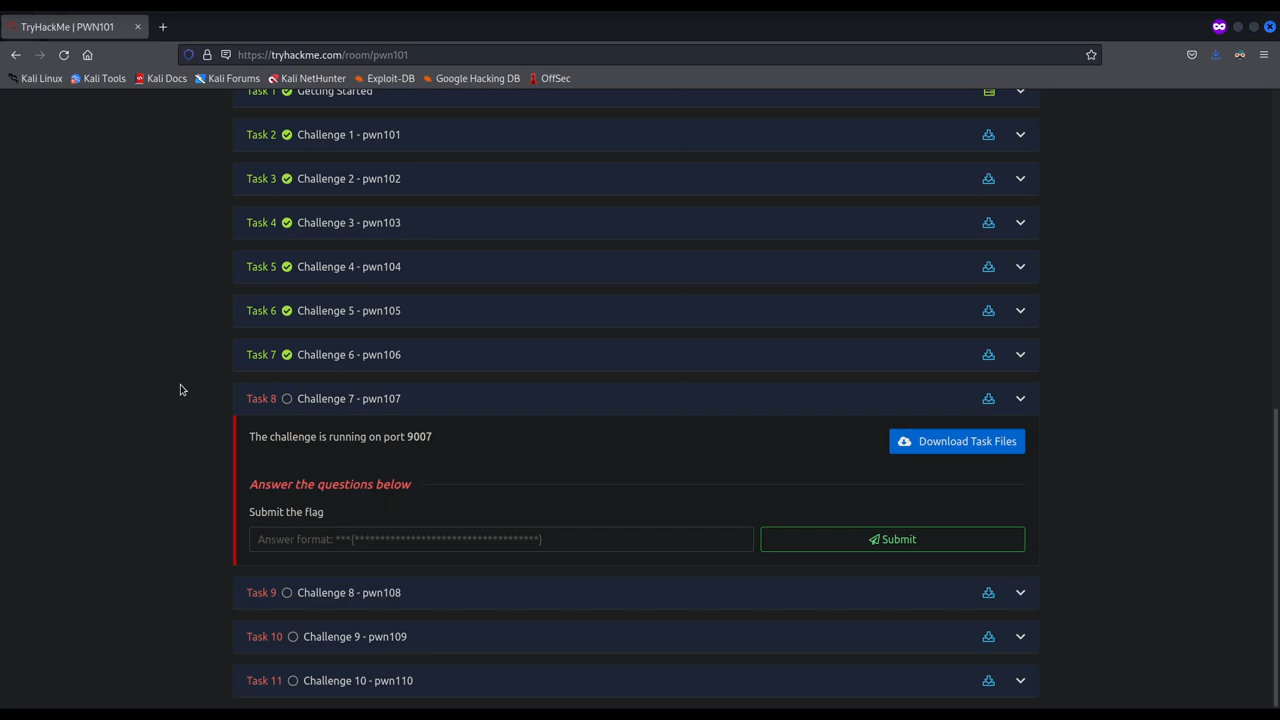 TryHackMe | PWN101
https://tryhackme.com/room/pwn101
Kali Linux Kali Tools Kali Docs Kali Forums Kali NetHunter Exploit-DB Google Hacking DB OffSec
Task 1 Getting Started
Task 2 Challenge 1 - pwn101
Task 3 Challenge 2 - pwn102
Task 4 Challenge 3 - pwn103
Task 5 Challenge 4 - pwn104
Task 6 Challenge 5 - pwn105
Task 7 Challenge 6 - pwn106
Task 8 Challenge 7 - pwn107
The challenge is running on port 9007
Download Task Files
Answer the questions below
Submit the flag
Answer format: ***{************************************}
Submit
Task 9 Challenge 8 - pwn108
Task 10 Challenge 9 - pwn109
Task 11 Challenge 10 - pwn110